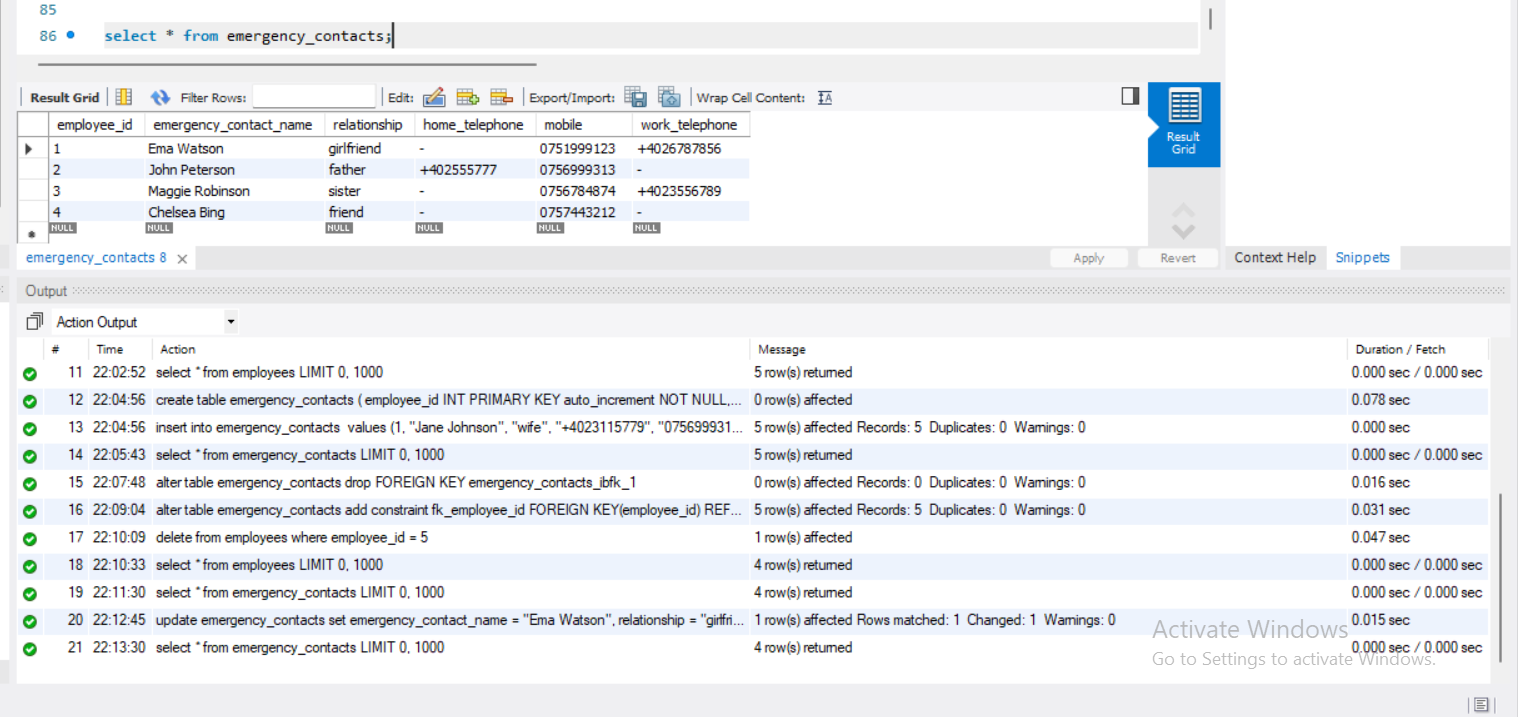 85
86 select * from emergency_contacts;
Result Grid Filter Rows: Edit: Export/Import: Wrap Cell Content:
employee_id emergency_contact_name relationship home_telephone mobile work_telephone
1 Ema Watson girlfriend - 0751999123 +4026787856
2 John Peterson father +402555777 0756999313 -
3 Maggie Robinson sister - 0756784874 +4023556789
4 Chelsea Bing friend - 0757443212 -
NULL NULL NULL NULL NULL NULL
Result
Grid
emergency_contacts 8 Apply Revert Context Help Snippets
Output
Action Output
# Time Action Message Duration / Fetch
11 22:02:52 select * from employees LIMIT 0, 1000 5 row(s) returned 0.000 sec / 0.000 sec
12 22:04:56 create table emergency_contacts ( employee_id INT PRIMARY KEY auto_increment NOT NULL,... 0 row(s) affected 0.078 sec
13 22:04:56 insert into emergency_contacts values (1, "Jane Johnson", "wife", "+4023115779", "075699931... 5 row(s) affected Records: 5 Duplicates: 0 Warnings: 0 0.000 sec
14 22:05:43 select * from emergency_contacts LIMIT 0, 1000 5 row(s) returned 0.000 sec / 0.000 sec
15 22:07:48 alter table emergency_contacts drop FOREIGN KEY emergency_contacts_ibfk_1 0 row(s) affected Records: 0 Duplicates: 0 Warnings: 0 0.016 sec
16 22:09:04 alter table emergency_contacts add constraint fk_employee_id FOREIGN KEY(employee_id) REF... 5 row(s) affected Records: 5 Duplicates: 0 Warnings: 0 0.031 sec
17 22:10:09 delete from employees where employee_id = 5 1 row(s) affected 0.047 sec
18 22:10:33 select * from employees LIMIT 0, 1000 4 row(s) returned 0.000 sec / 0.000 sec
19 22:11:30 select * from emergency_contacts LIMIT 0, 1000 4 row(s) returned 0.000 sec / 0.000 sec
20 22:12:45 update emergency_contacts set emergency_contact_name = "Ema Watson", relationship = "girlfri... 1 row(s) affected Rows matched: 1 Changed: 1 Warnings: 0 0.015 sec
21 22:13:30 select * from emergency_contacts LIMIT 0, 1000 4 row(s) returned 0.000 sec / 0.000 sec
Activate Windows
Go to Settings to activate Windows.